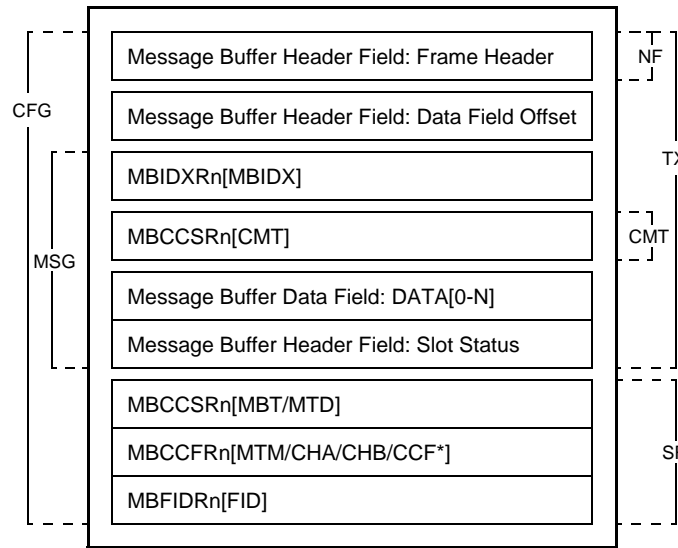 Message Buffer Header Field: Frame Header
NF
CFG
Message Buffer Header Field: Data Field Offset
MBIDXRn[MBIDX]
MBCCSRn[CMT]
CMT
MSG
Message Buffer Data Field: DATA[0-N]
Message Buffer Header Field: Slot Status
MBCCSRn[MBT/MTD]
MBCCFRn[MTM/CHA/CHB/CCF*]
MBFIDRn[FID]